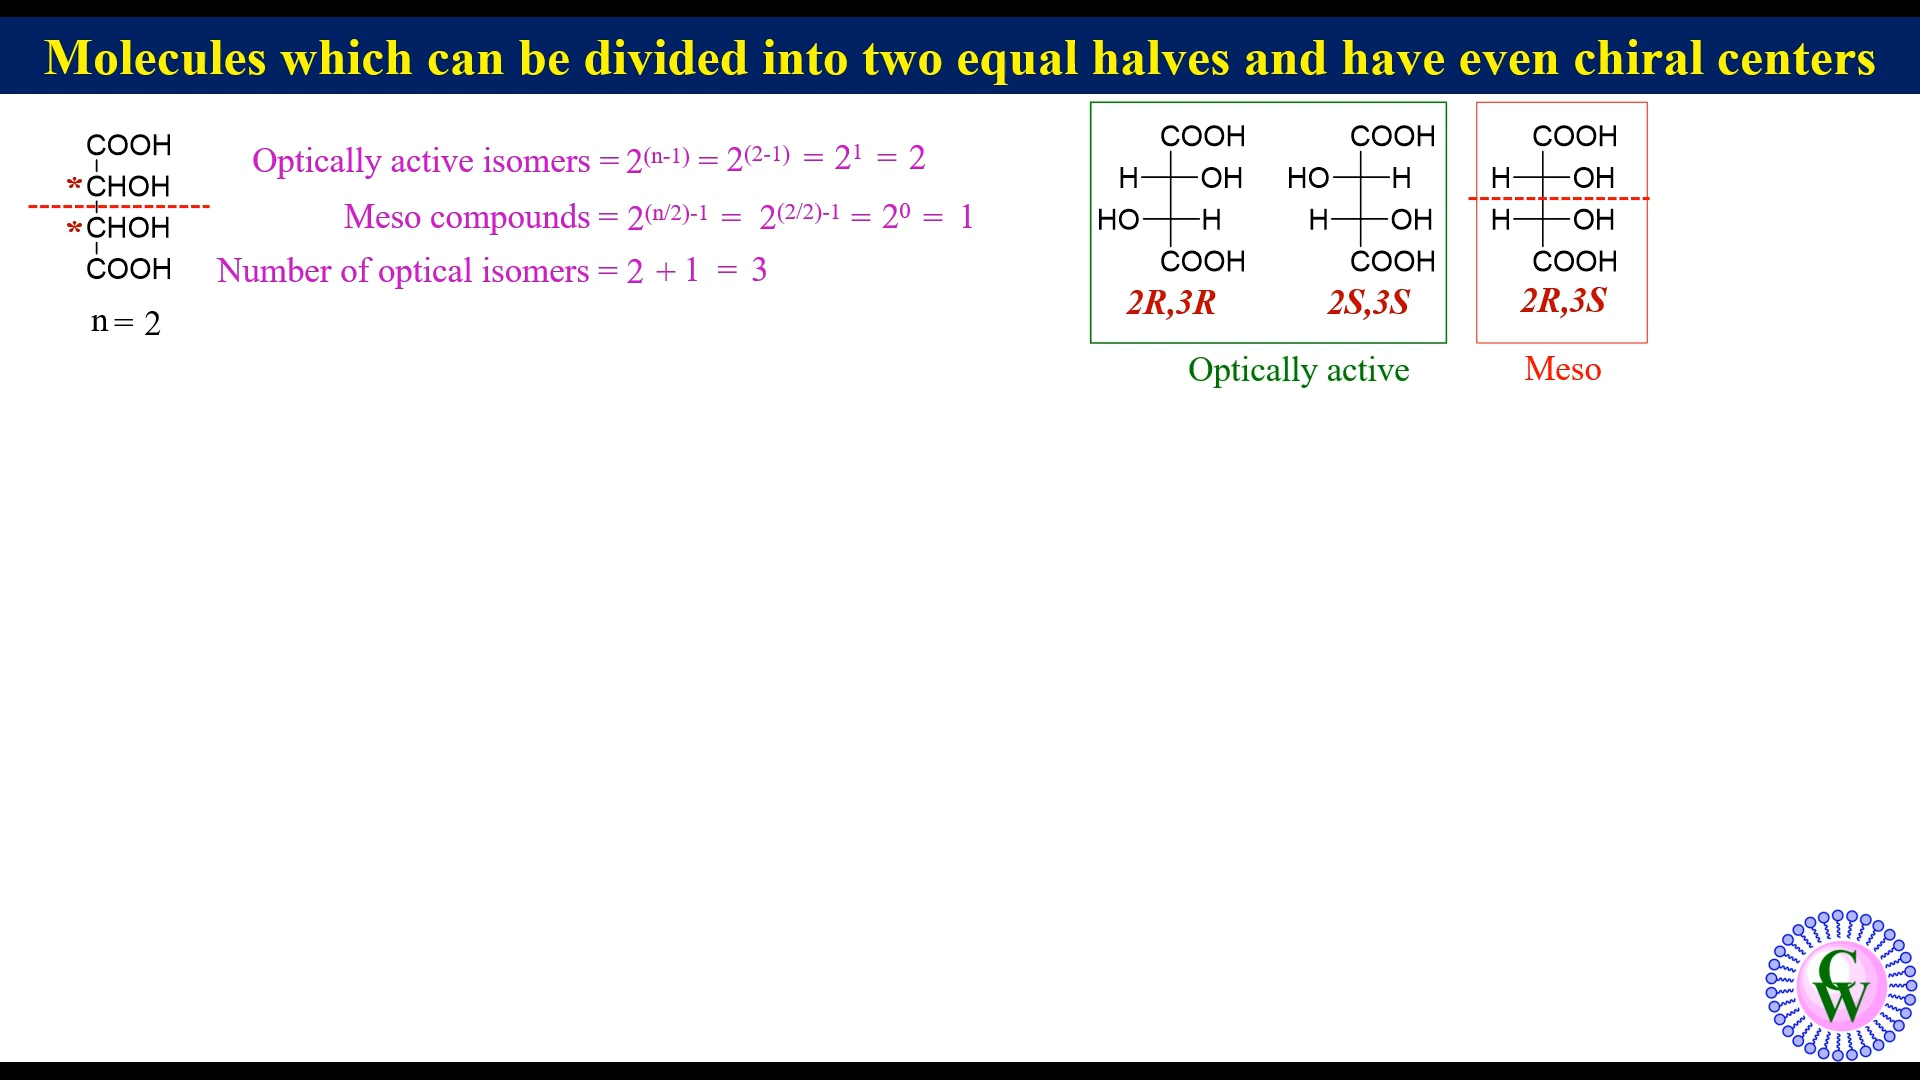 Molecules which can be divided into two equal halves and have even chiral centers
COOH
*CHOH
*CHOH
COOH
n = 2
Optically active isomers = 2^(n-1) = 2^(2-1) = 2^1 = 2
Meso compounds = 2^(n/2)-1 = 2^(2/2)-1 = 2^0 = 1
Number of optical isomers = 2 + 1 = 3
COOH
H OH
HO H
COOH
2R,3R
COOH
HO H
H OH
COOH
2S,3S
Optically active
COOH
H OH
H OH
COOH
2R,3S
Meso
CW